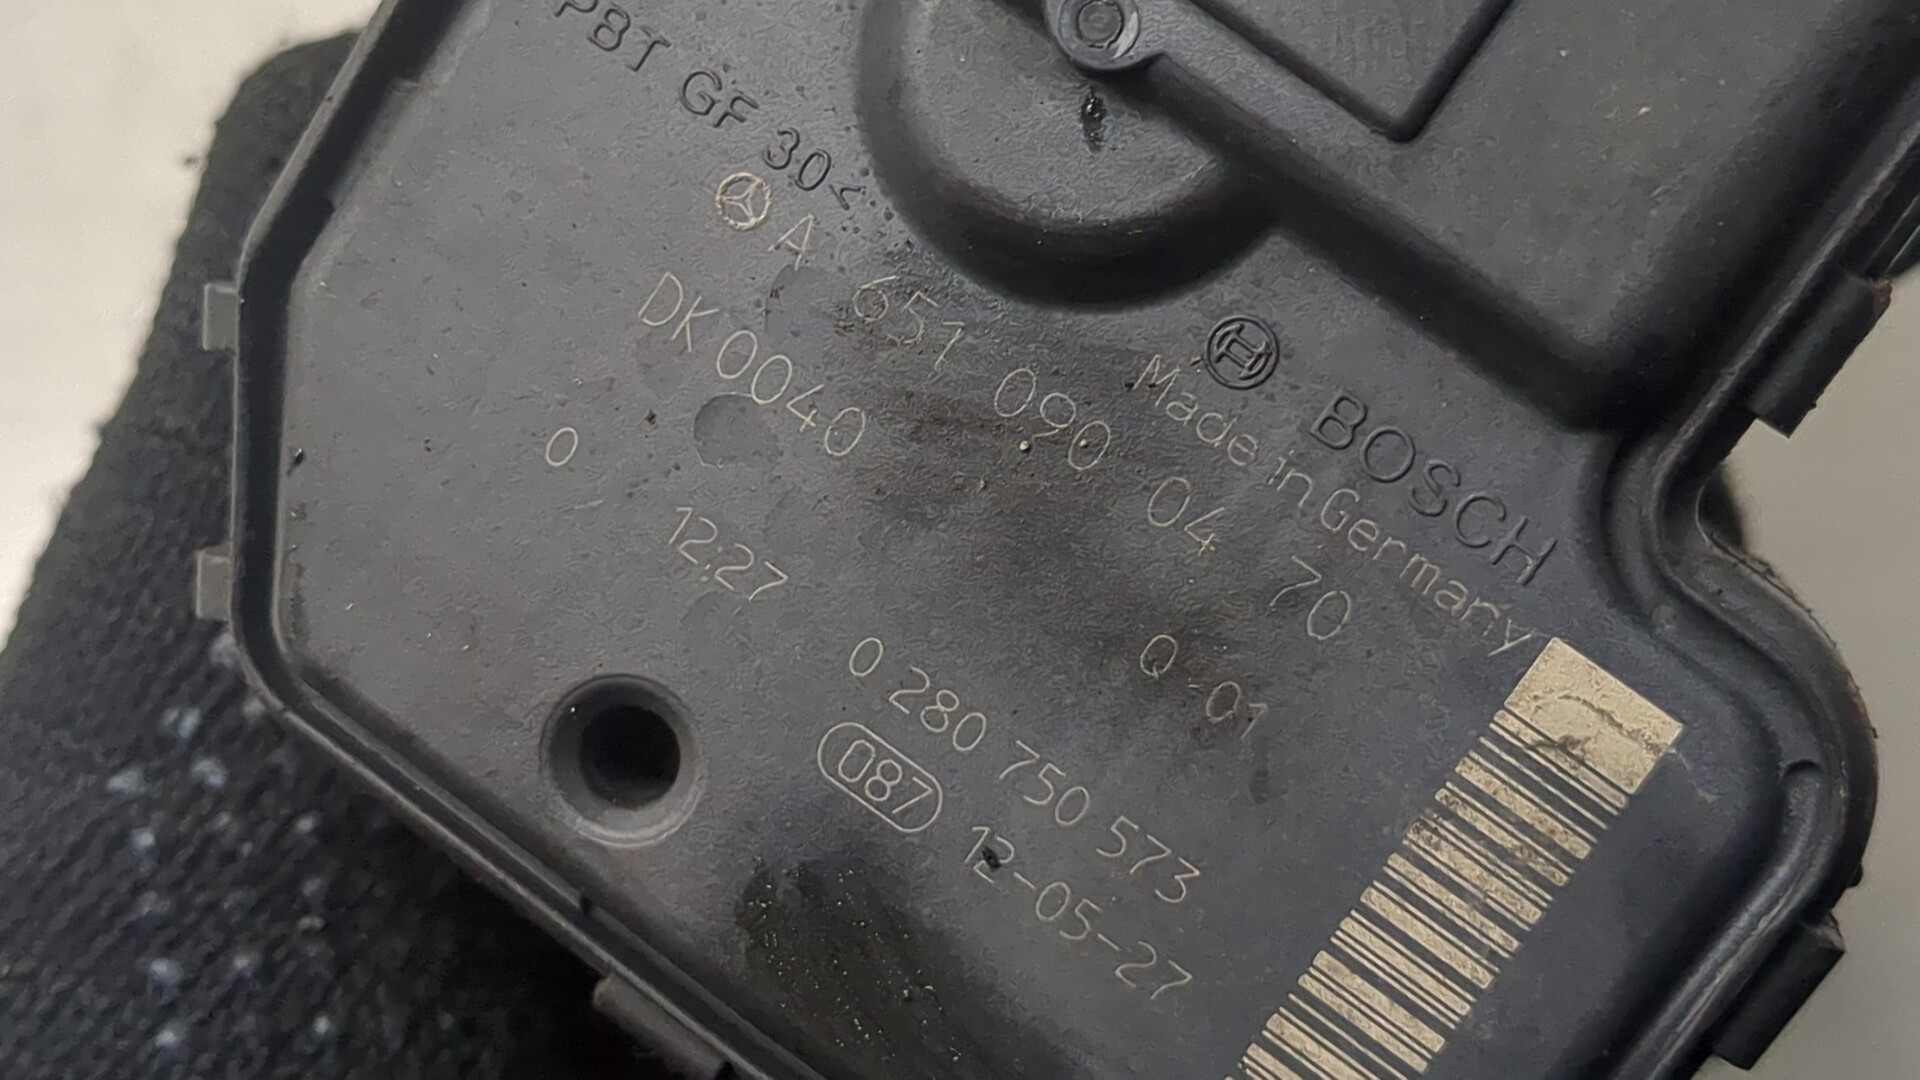 PBT GF 30<
A 651 090 04 70
DK 0040
BOSCH
Made in Germany
0
12:27
Q 01
0 280 750 573
087
12-05-27